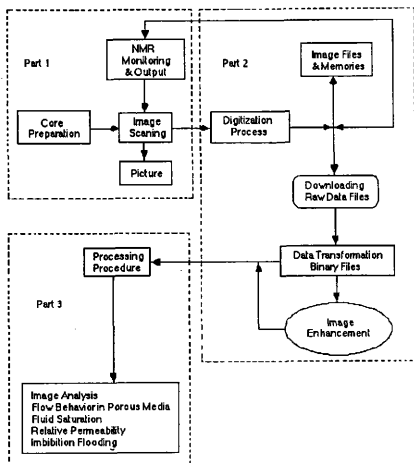 Part 1
NMR
Monitoring
& Output
Core
Preparation
Image
Scaning
Picture
Part 2
Image Files
& Memories
Digitization
Process
Downloading
Raw Data Files
Data Transformation
Binary Files
Image
Enhancement
Processing
Procedure
Part 3
Image Analysis
Flow Behavior in Porous Media
Fluid Saturation
Relative Permeability
Imbibition Flooding